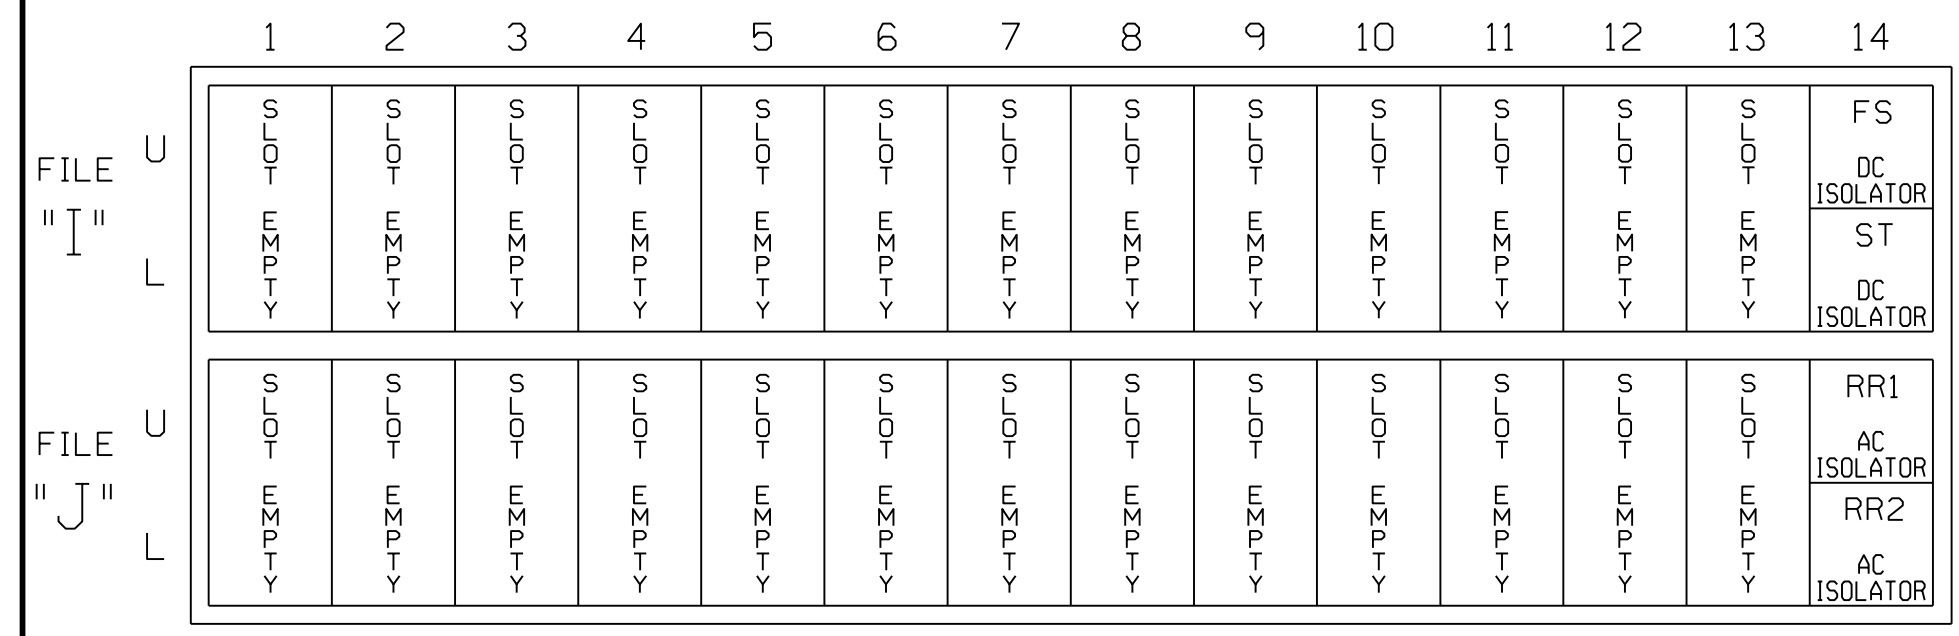 1 2 3 4 5 6 7 8 9 10 11 12 13 14
FILE "I"
U
L
SLOT EMPTY SLOT EMPTY SLOT EMPTY SLOT EMPTY SLOT EMPTY SLOT EMPTY SLOT EMPTY SLOT EMPTY SLOT EMPTY SLOT EMPTY SLOT EMPTY SLOT EMPTY SLOT EMPTY
FS
DC
ISOLATOR
ST
DC
ISOLATOR
FILE "J"
U
L
SLOT EMPTY SLOT EMPTY SLOT EMPTY SLOT EMPTY SLOT EMPTY SLOT EMPTY SLOT EMPTY SLOT EMPTY SLOT EMPTY SLOT EMPTY SLOT EMPTY SLOT EMPTY SLOT EMPTY
RR1
AC
ISOLATOR
RR2
AC
ISOLATOR